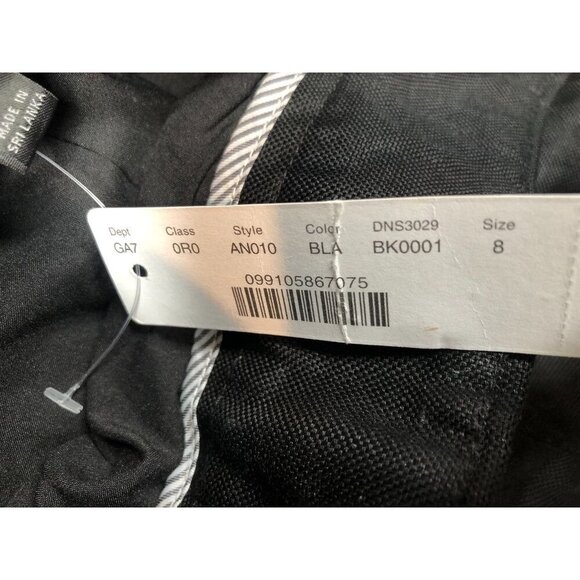 MADE IN
SRI LANKA
Dept Class Style Color DNS3029 Size
GA7 0R0 AN010 BLA BK0001 8
099105867075